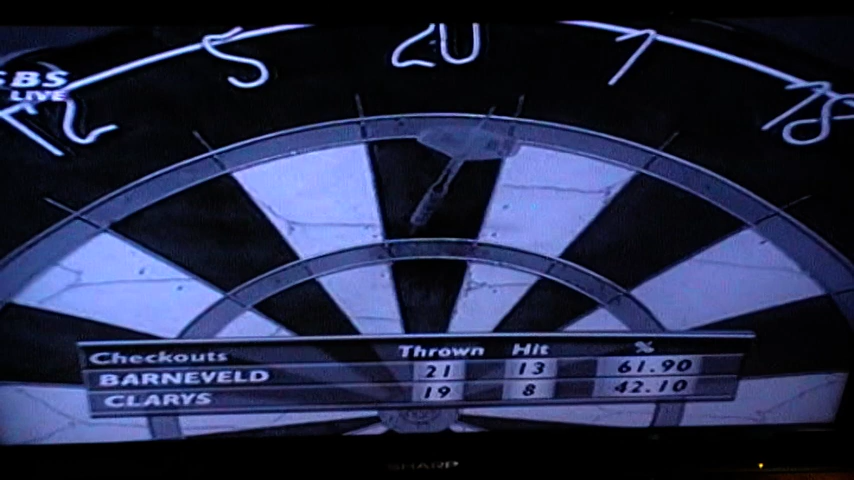 5 20 1
SBS
LIVE
12 18
Checkouts Thrown Hit %
BARNEVELD 21 13 61.90
CLARYS 19 8 42.10
SHARP